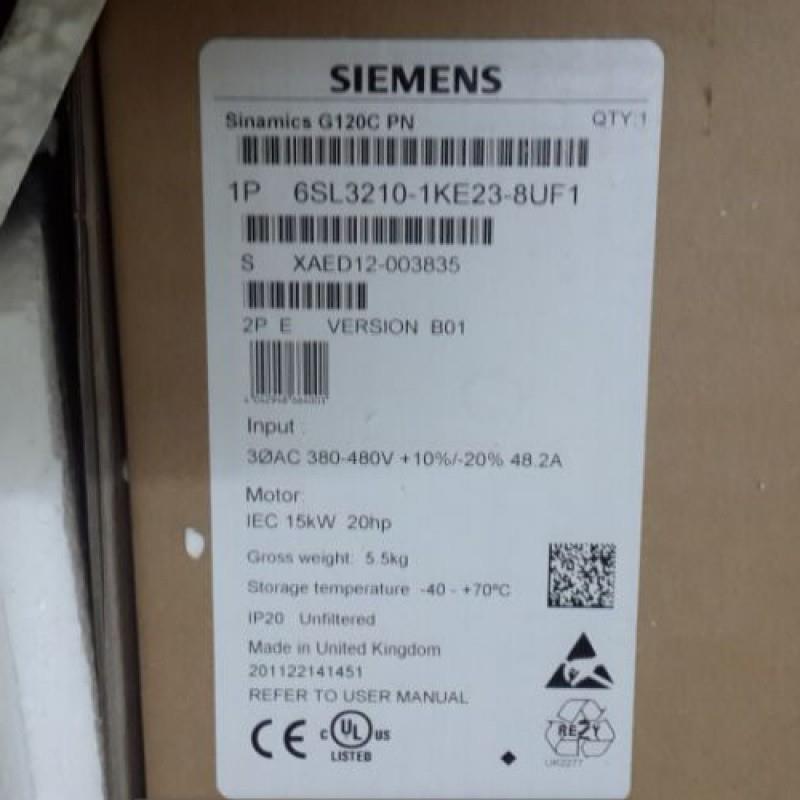 SIEMENS
Sinamics G120C PN QTY:1
1P 6SL3210-1KE23-8UF1
S XAED12-003835
2P E VERSION B01
Input :
3ØAC 380-480V +10%/-20% 48.2A
Motor:
IEC 15kW 20hp
Gross weight: 5.5kg
Storage temperature -40 - +70°C
IP20 Unfiltered
Made in United Kingdom
201122141451
REFER TO USER MANUAL
CE C UL US
LISTED
REZY
UK2277